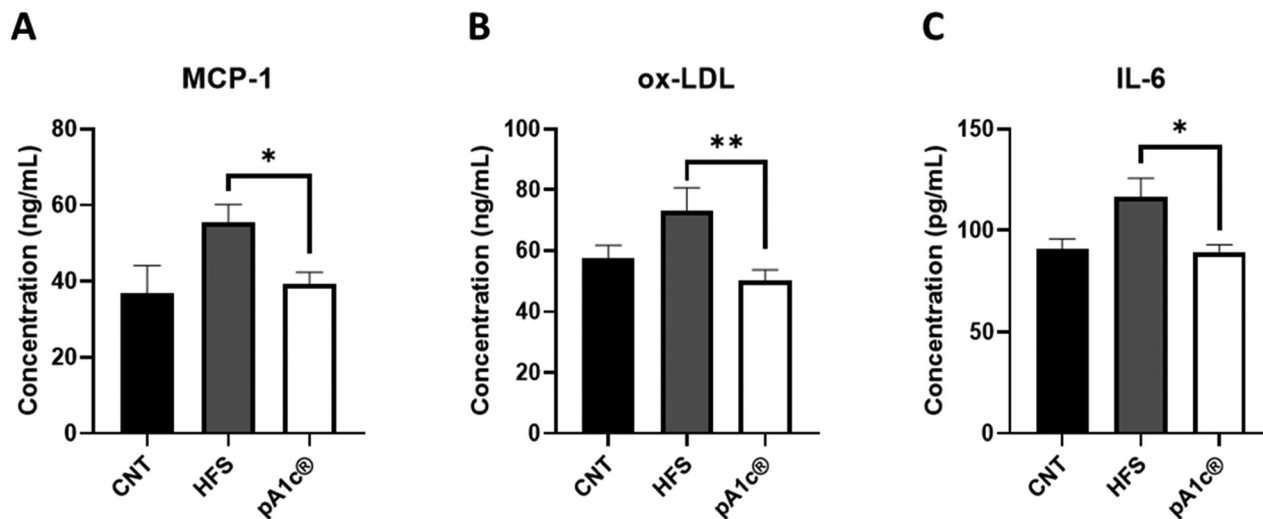 A
MCP-1
Concentration (ng/mL)
80
60
40
20
0
*
CNT
HFS
pA1c®
B
ox-LDL
Concentration (ng/mL)
100
80
60
40
20
0
**
CNT
HFS
pA1c®
C
IL-6
Concentration (pg/mL)
150
100
50
0
*
CNT
HFS
pA1c®